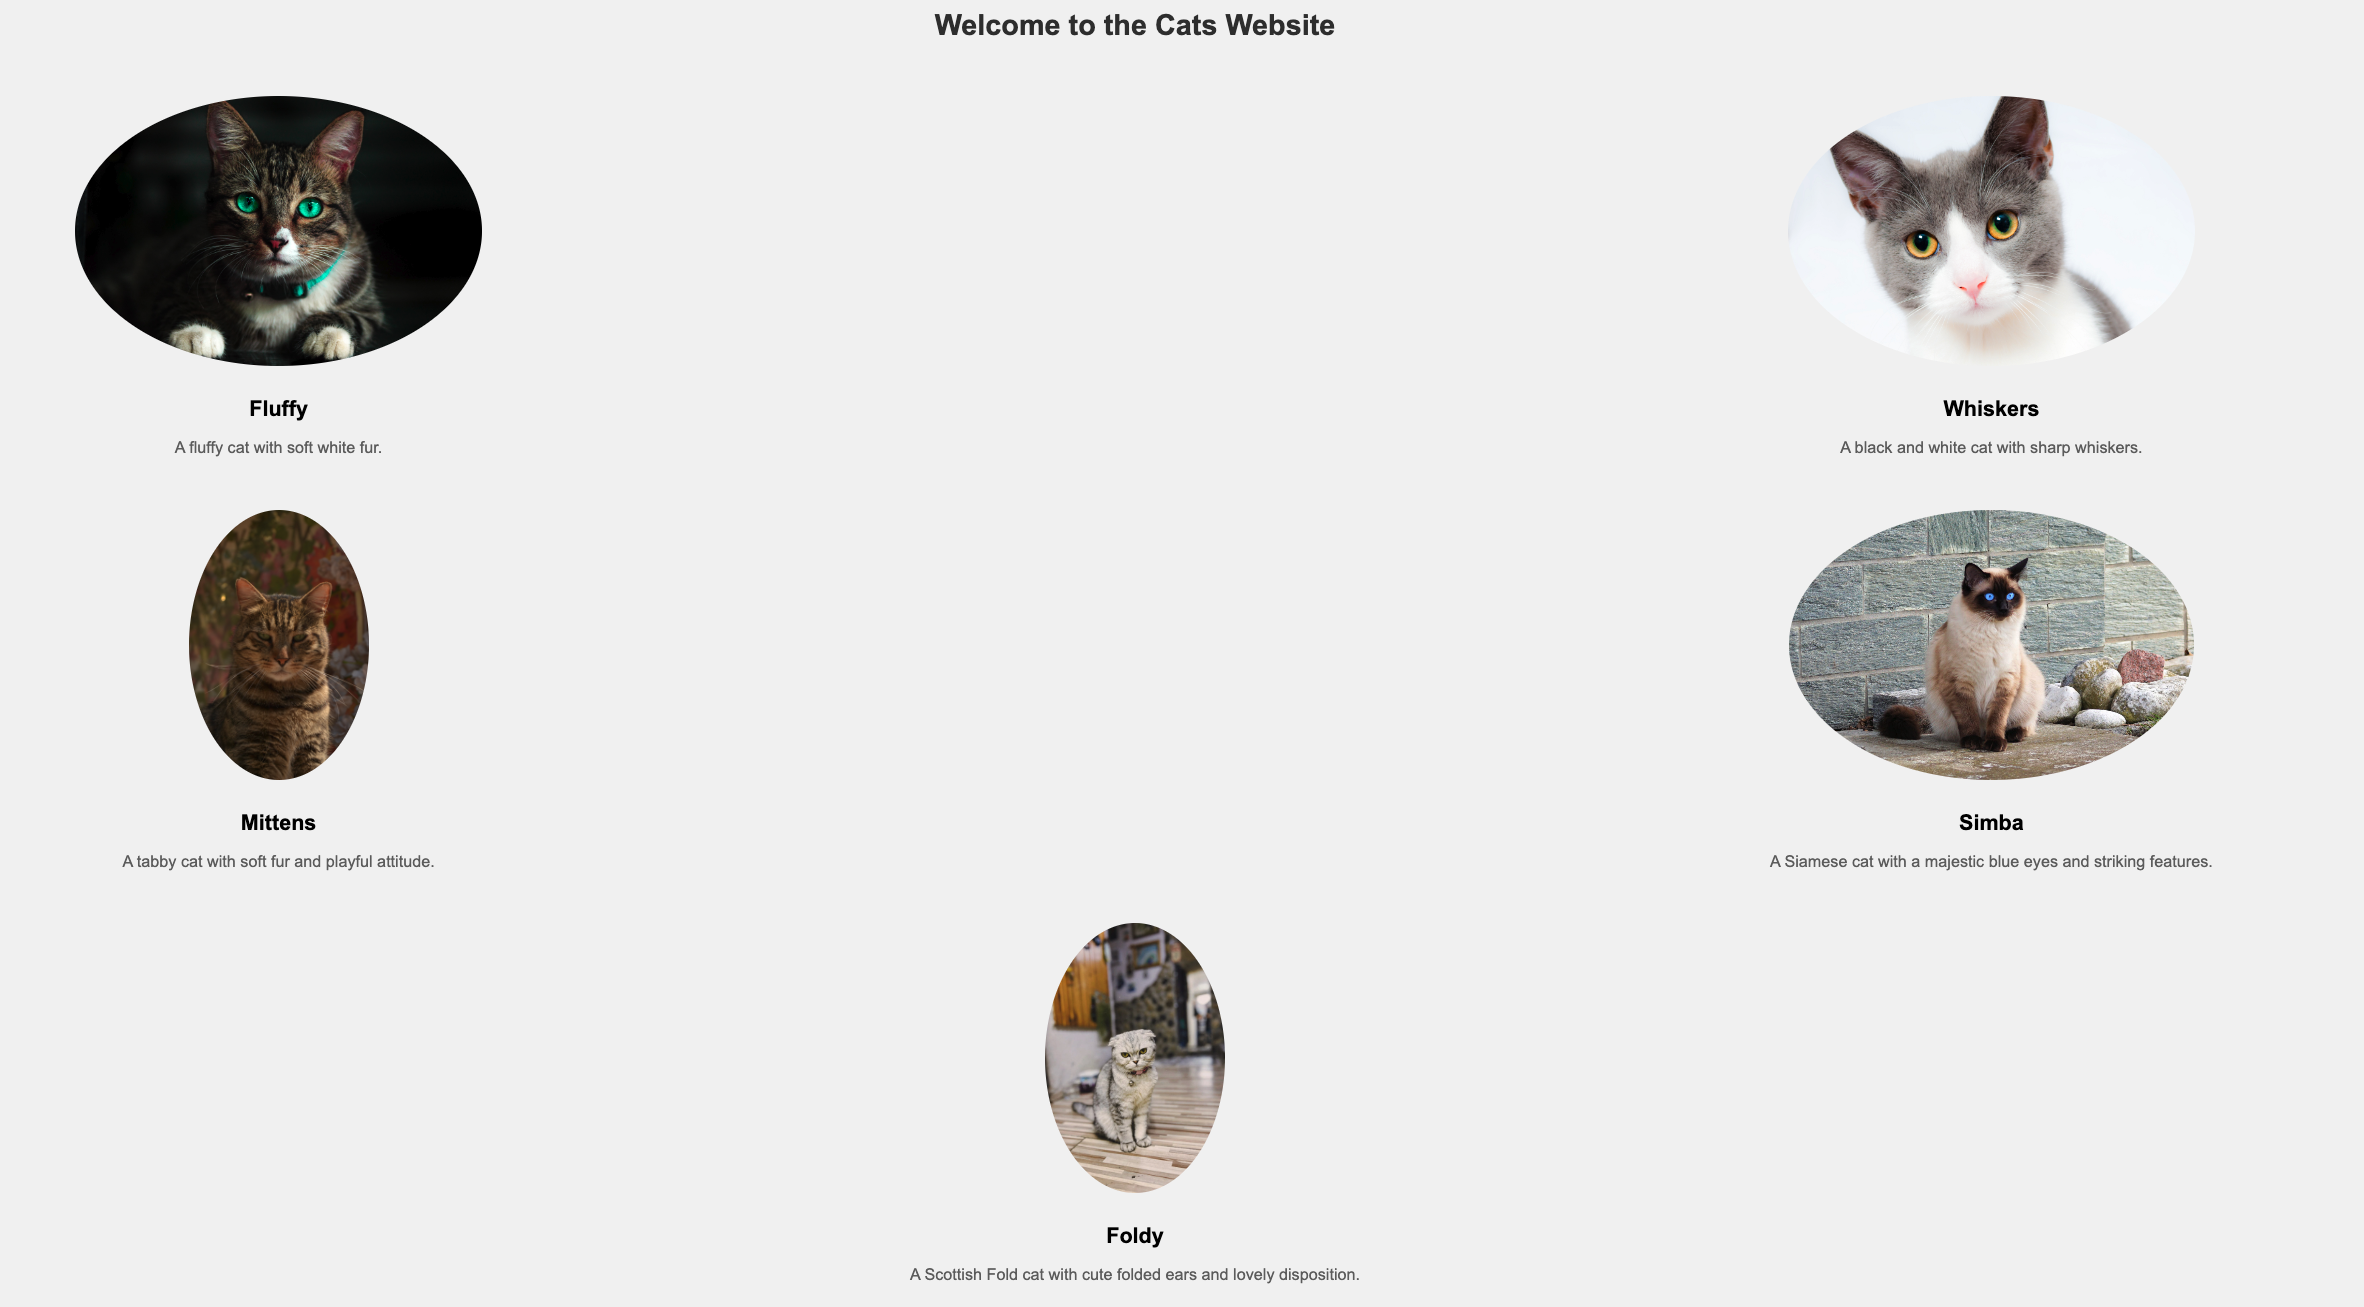 Welcome to the Cats Website
Fluffy
A fluffy cat with soft white fur.
Whiskers
A black and white cat with sharp whiskers.
Mittens
A tabby cat with soft fur and playful attitude.
Simba
A Siamese cat with a majestic blue eyes and striking features.
Foldy
A Scottish Fold cat with cute folded ears and lovely disposition.